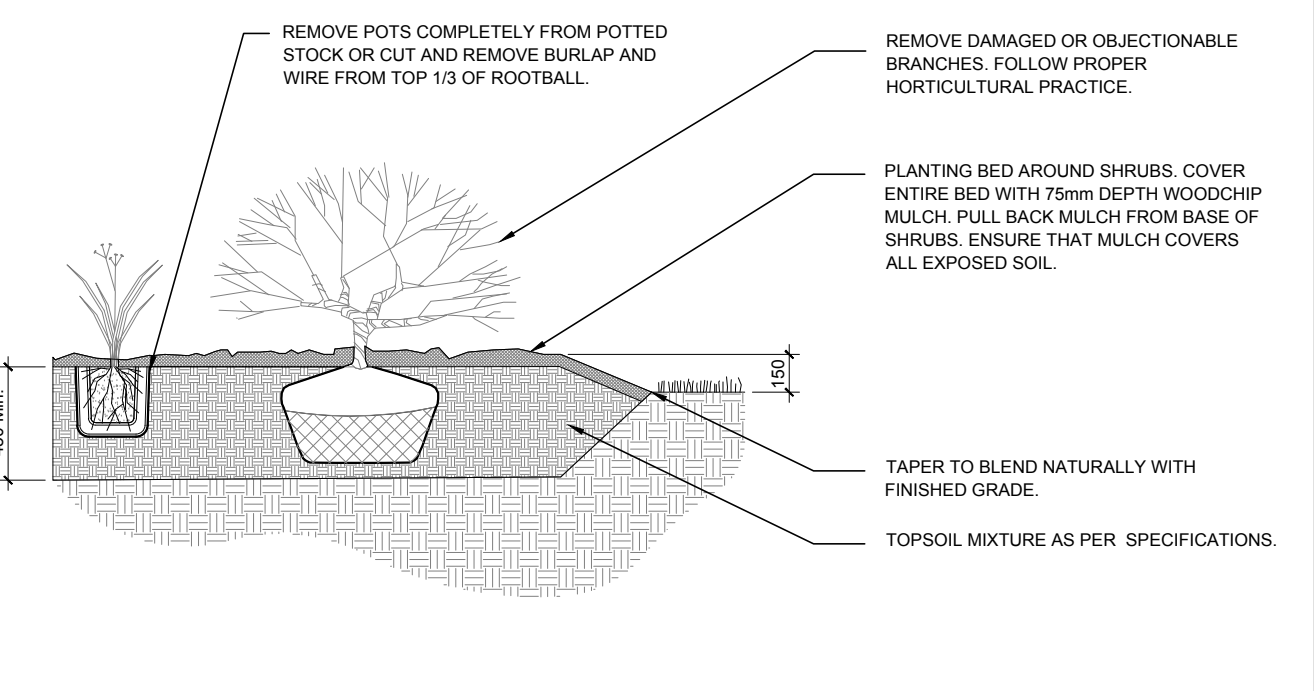 REMOVE POTS COMPLETELY FROM POTTED
STOCK OR CUT AND REMOVE BURLAP AND
WIRE FROM TOP 1/3 OF ROOTBALL.
REMOVE DAMAGED OR OBJECTIONABLE
BRANCHES. FOLLOW PROPER
HORTICULTURAL PRACTICE.
PLANTING BED AROUND SHRUBS. COVER
ENTIRE BED WITH 75mm DEPTH WOODCHIP
MULCH. PULL BACK MULCH FROM BASE OF
SHRUBS. ENSURE THAT MULCH COVERS
ALL EXPOSED SOIL.
150
TAPER TO BLEND NATURALLY WITH
FINISHED GRADE.
TOPSOIL MIXTURE AS PER SPECIFICATIONS.